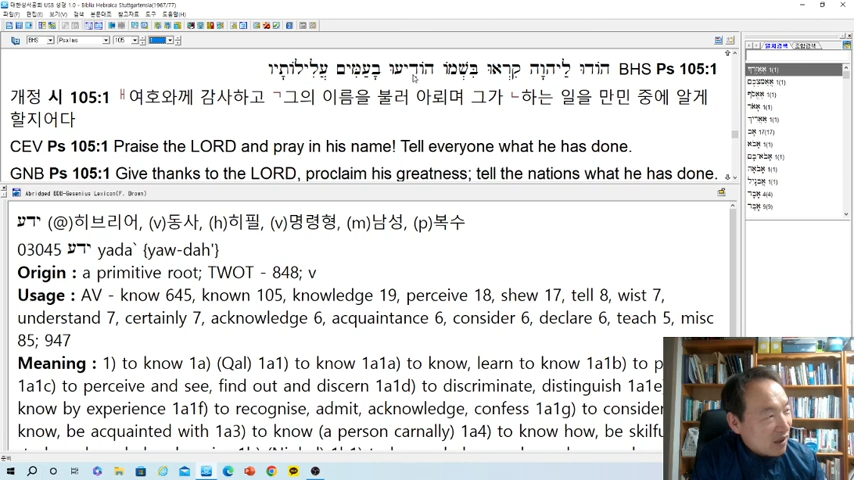 대한성서공회 USB 성경 1.0 - Biblia Hebraica Stuttgartensia(1967/77)
BHS Psalms 105 1
הוֹדוּ לַיהוָה קִרְאוּ בִּשְׁמוֹ הוֹדִיעוּ בָעַמִּים עֲלִילוֹתָיו BHS Ps 105:1
개정 시 105:1 ㅐ여호와께 감사하고 ㄱ그의 이름을 불러 아뢰며 그가 ㄴ하는 일을 만민 중에 알게
할지어다
CEV Ps 105:1 Praise the LORD and pray in his name! Tell everyone what he has done.
GNB Ps 105:1 Give thanks to the LORD, proclaim his greatness; tell the nations what he has done.
Abridged BDB-Gesenius Lexicon(F. Brown)
ידע (@)히브리어, (v)동사, (h)히필, (v)명령형, (m)남성, (p)복수
03045 ידע yada` {yaw-dah'}
Origin : a primitive root; TWOT - 848; v
Usage : AV - know 645, known 105, knowledge 19, perceive 18, shew 17, tell 8, wist 7,
understand 7, certainly 7, acknowledge 6, acquaintance 6, consider 6, declare 6, teach 5, misc
85; 947
Meaning : 1) to know 1a) (Qal) 1a1) to know 1a1a) to know, learn to know 1a1b) to p
1a1c) to perceive and see, find out and discern 1a1d) to discriminate, distinguish 1a1e
know by experience 1a1f) to recognise, admit, acknowledge, confess 1a1g) to consider
know, be acquainted with 1a3) to know (a person carnally) 1a4) to know how, be skilfu